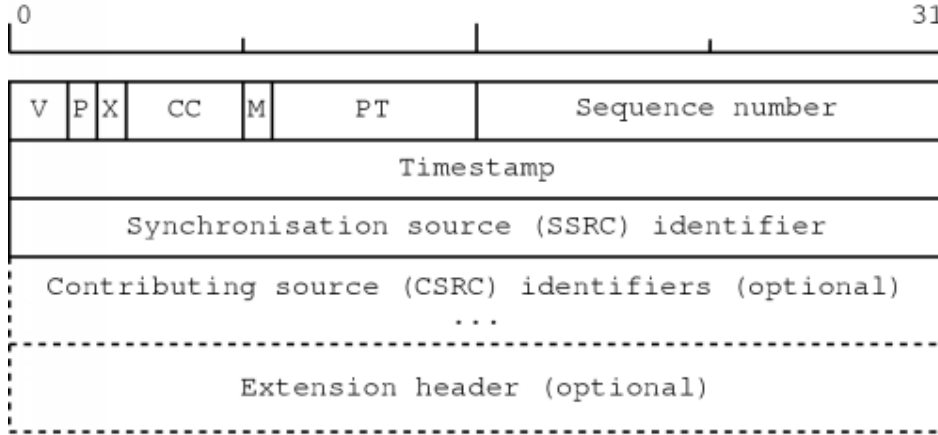 0 31
V P X CC M PT Sequence number
Timestamp
Synchronisation source (SSRC) identifier
Contributing source (CSRC) identifiers (optional)
...
Extension header (optional)